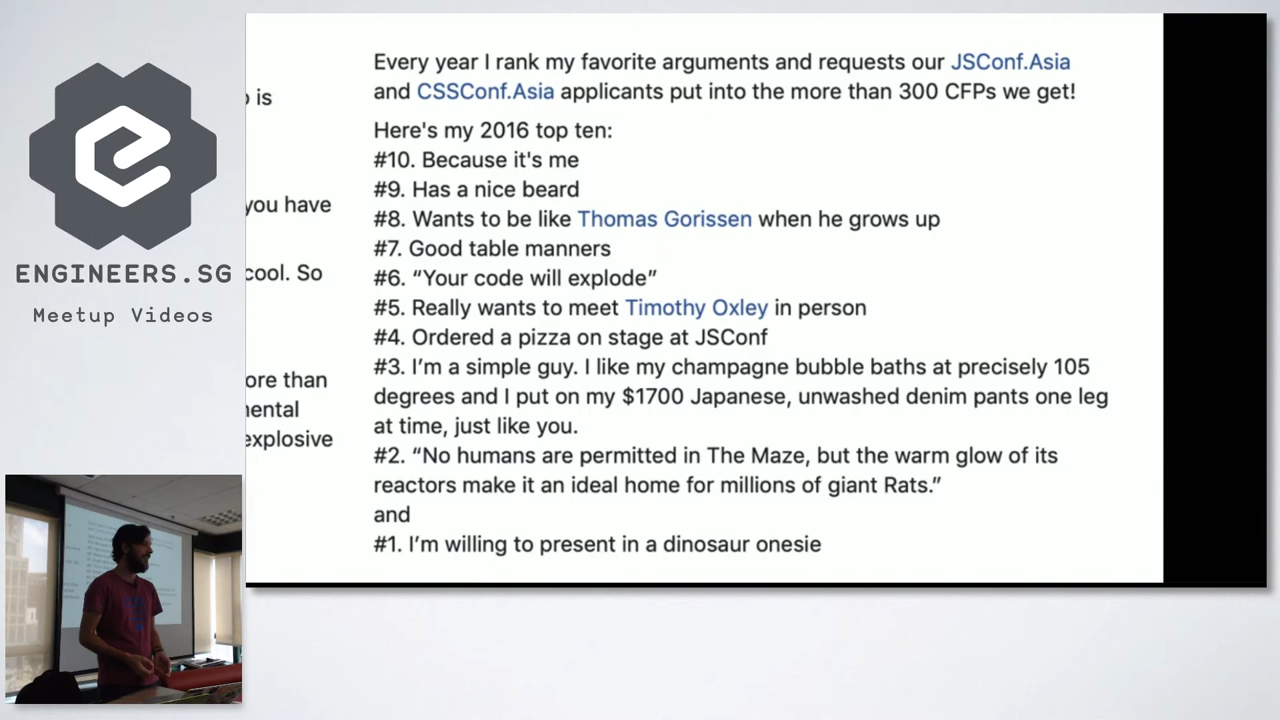 ENGINEERS.SG
Meetup Videos
is
you have
cool. So
ore than
nental
explosive
Every year I rank my favorite arguments and requests our JSConf.Asia
and CSSConf.Asia applicants put into the more than 300 CFPs we get!
Here's my 2016 top ten:
#10. Because it's me
#9. Has a nice beard
#8. Wants to be like Thomas Gorissen when he grows up
#7. Good table manners
#6. “Your code will explode”
#5. Really wants to meet Timothy Oxley in person
#4. Ordered a pizza on stage at JSConf
#3. I’m a simple guy. I like my champagne bubble baths at precisely 105
degrees and I put on my $1700 Japanese, unwashed denim pants one leg
at time, just like you.
#2. “No humans are permitted in The Maze, but the warm glow of its
reactors make it an ideal home for millions of giant Rats.”
and
#1. I’m willing to present in a dinosaur onesie